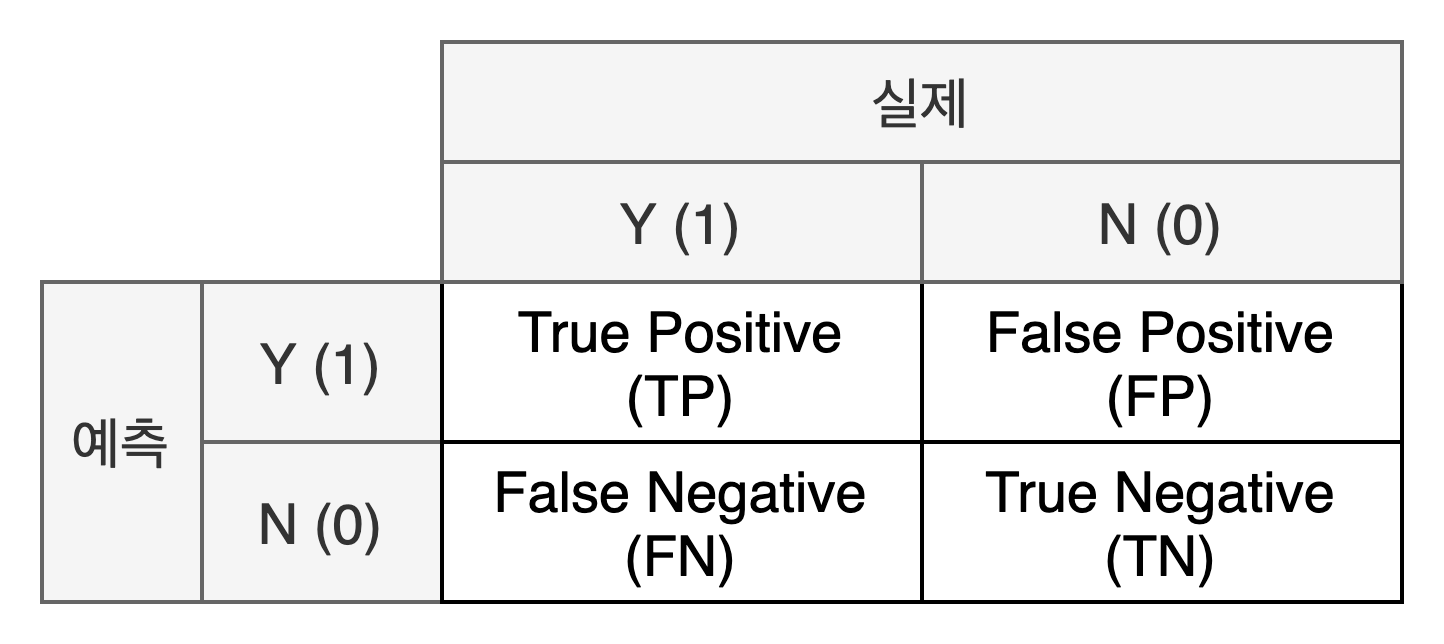 실제
Y (1)
N (0)
예측
Y (1)
True Positive
(TP)
False Positive
(FP)
N (0)
False Negative
(FN)
True Negative
(TN)